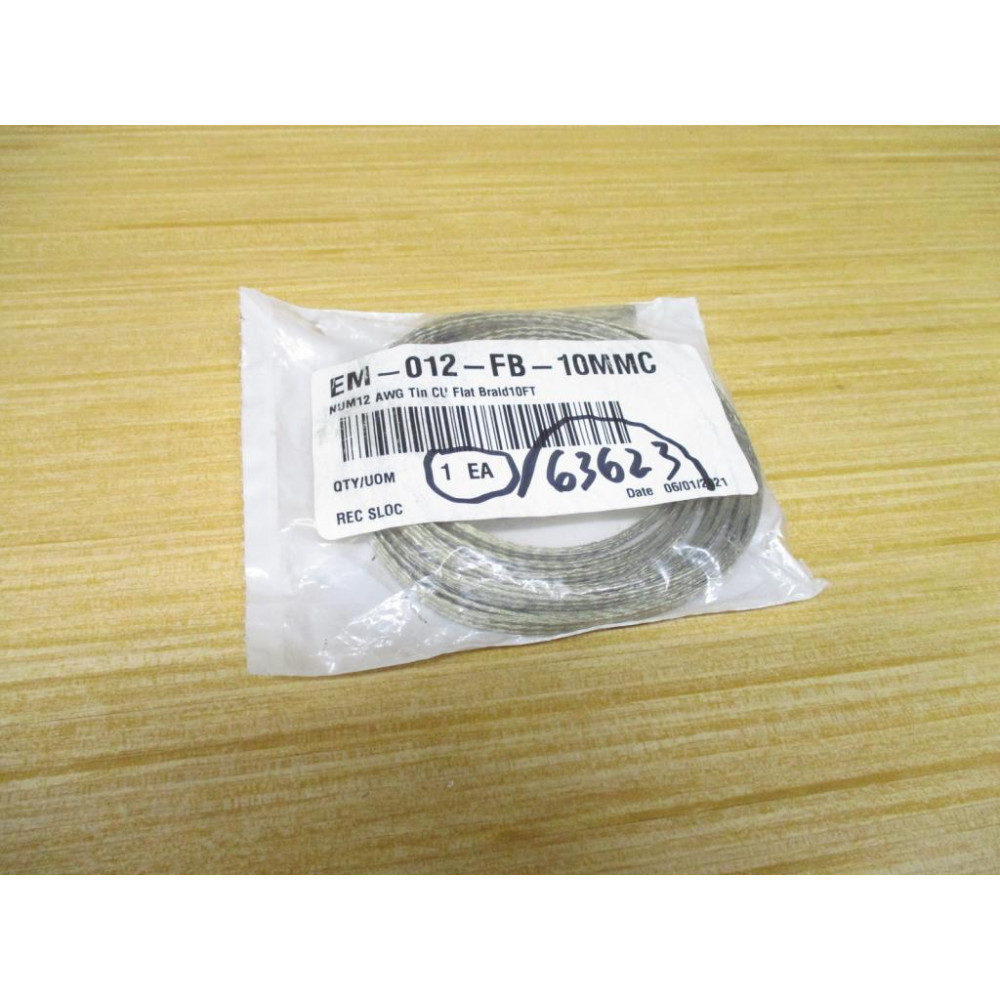 EM-012-FB-10MMC
NUM12 AWG Tin CU Flat Braid10FT
QTY/UOM 1 EA 63623
REC SLOC Date 06/01/2021